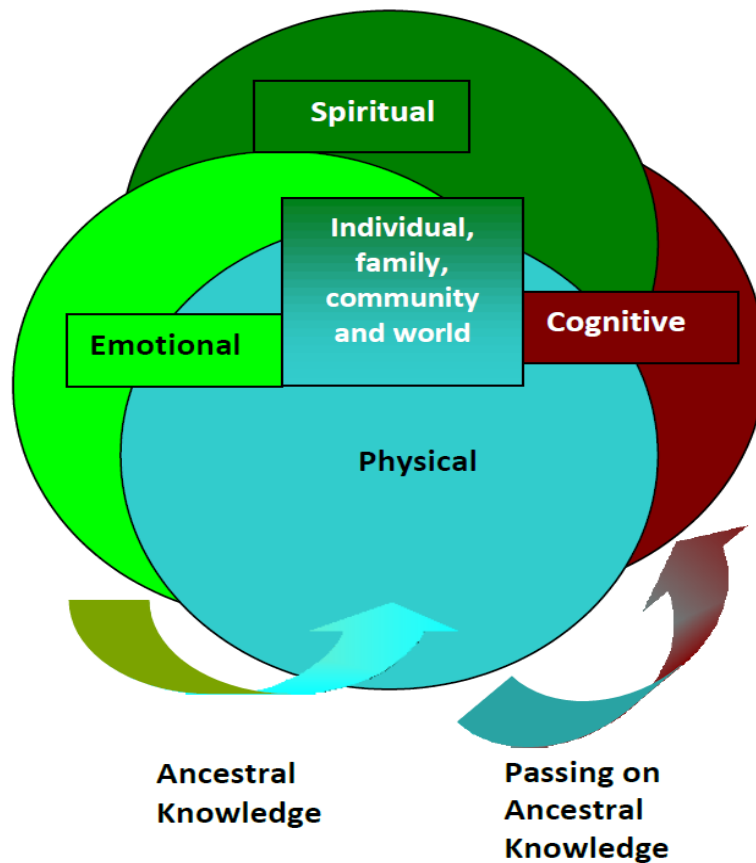 Spiritual
Individual,
family,
community
and world
Emotional
Cognitive
Physical
Ancestral
Knowledge
Passing on
Ancestral
Knowledge